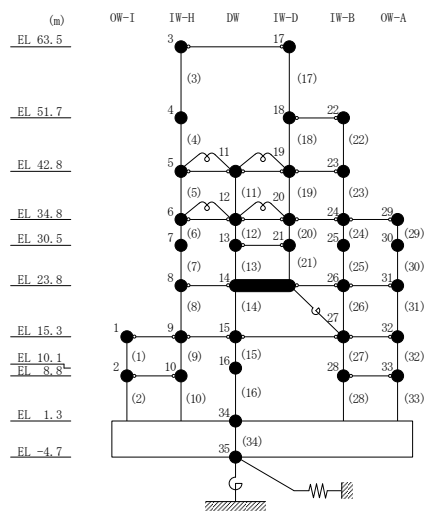 (m) OW-I IW-H DW IW-D IW-B OW-A
EL 63.5 3 17
(3) (17)
EL 51.7 4 18 22
(4) (18) (22)
11 19
EL 42.8 5 23
(5) (11) (19) (23)
12 20
EL 34.8 6 24 29
(6) (12) (20) (24) (29)
EL 30.5 7 13 21 25 30
(7) (13) (21) (25) (30)
EL 23.8 8 14 26 31
(8) (14) (26) (31)
27
EL 15.3 1 9 15 32
(1) (9) (15) (27) (32)
EL 10.1 16
EL 8.8 2 10 28 33
(2) (10) (16) (28) (33)
EL 1.3 34
(34)
EL -4.7 35